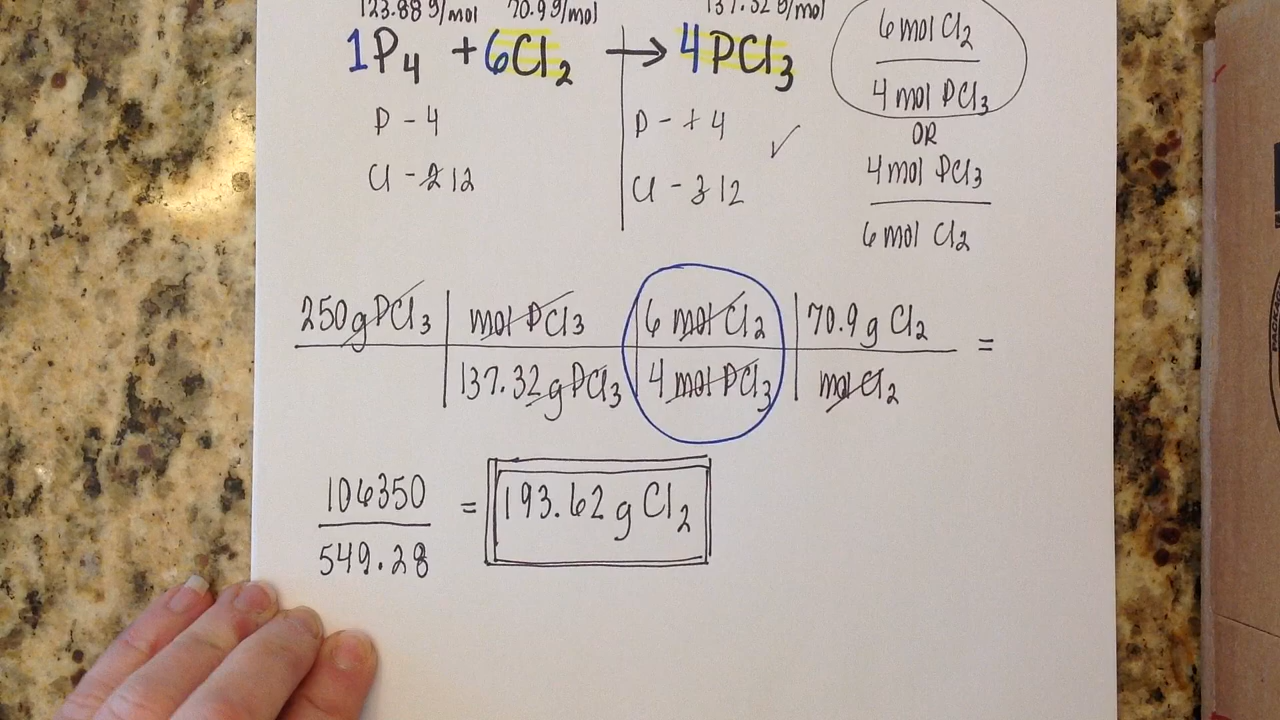 123.88 g/mol 70.9 g/mol 137.32 g/mol
1P4 + 6Cl2 → 4PCl3
P - 4 P - 1 4 ✓
Cl - 2 12 Cl - 3 12
6 mol Cl2
4 mol PCl3
OR
4 mol PCl3
6 mol Cl2
250 g PCl3 | mol PCl3 | 6 mol Cl2 | 70.9 g Cl2 =
137.32 g PCl3 | 4 mol PCl3 | mol Cl2
106350 = 193.62 g Cl2
549.28